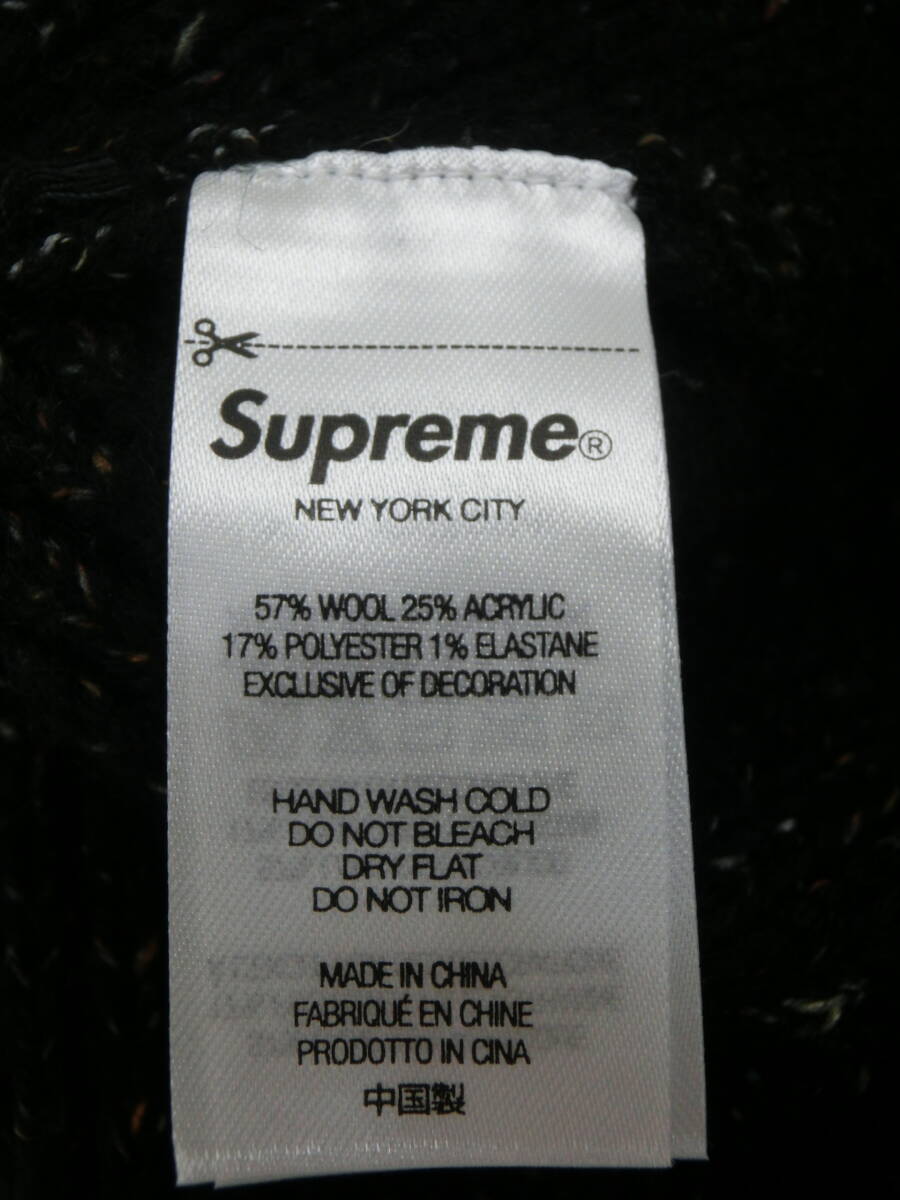 Supreme®
NEW YORK CITY
57% WOOL 25% ACRYLIC
17% POLYESTER 1% ELASTANE
EXCLUSIVE OF DECORATION
HAND WASH COLD
DO NOT BLEACH
DRY FLAT
DO NOT IRON
MADE IN CHINA
FABRIQUÉ EN CHINE
PRODOTTO IN CINA
中国製